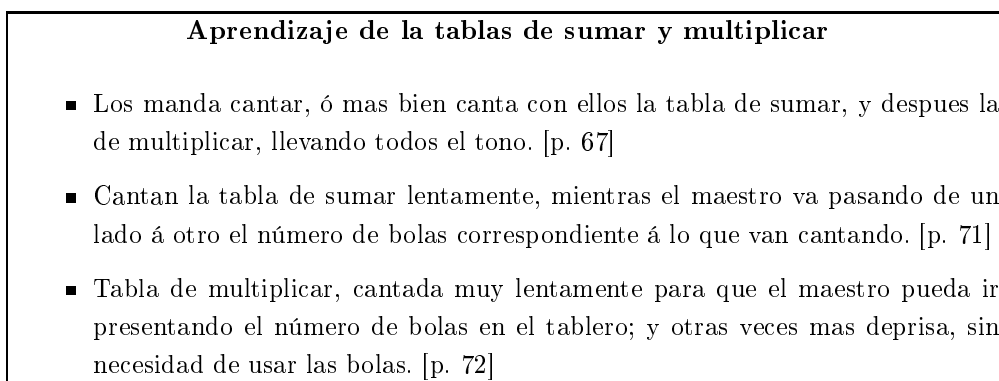 Aprendizaje de la tablas de sumar y multiplicar
▪ Los manda cantar, ó mas bien canta con ellos la tabla de sumar, y despues la
de multiplicar, llevando todos el tono. [p. 67]
▪ Cantan la tabla de sumar lentamente, mientras el maestro va pasando de un
lado á otro el número de bolas correspondiente á lo que van cantando. [p. 71]
▪ Tabla de multiplicar, cantada muy lentamente para que el maestro pueda ir
presentando el número de bolas en el tablero; y otras veces mas deprisa, sin
necesidad de usar las bolas. [p. 72]